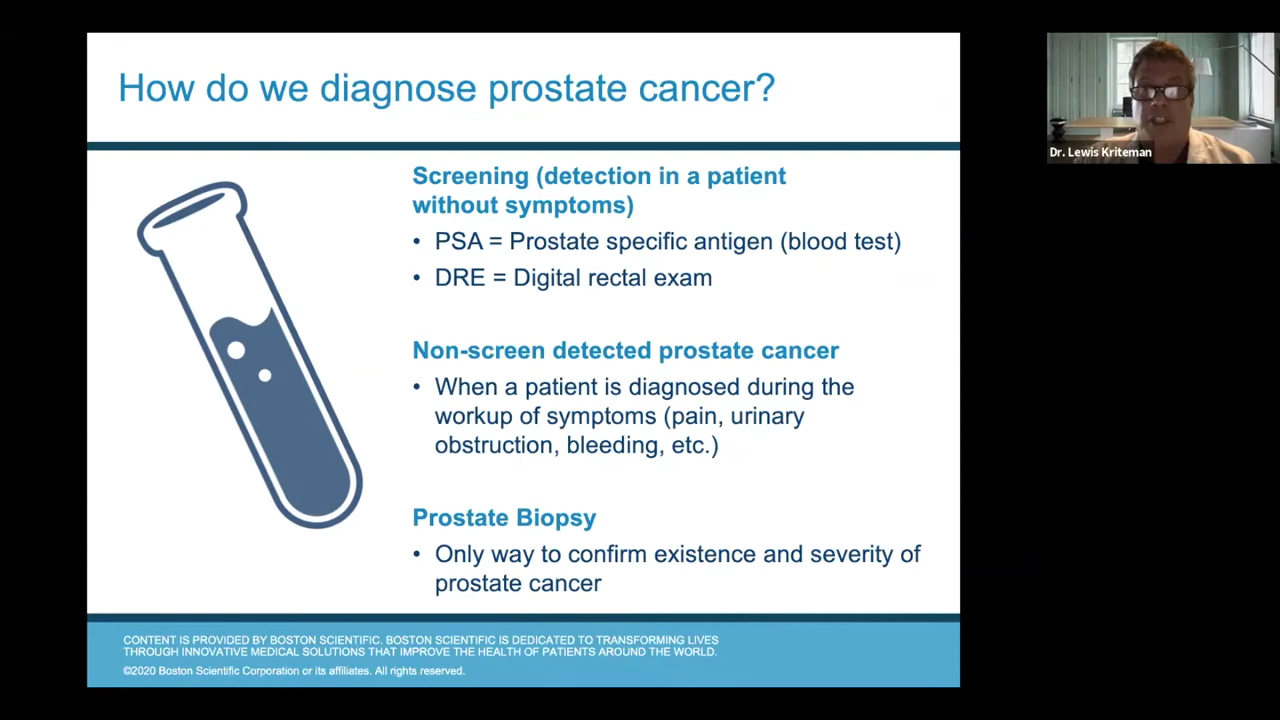 How do we diagnose prostate cancer?
Dr. Lewis Kriteman
Screening (detection in a patient
without symptoms)
• PSA = Prostate specific antigen (blood test)
• DRE = Digital rectal exam
Non-screen detected prostate cancer
• When a patient is diagnosed during the
workup of symptoms (pain, urinary
obstruction, bleeding, etc.)
Prostate Biopsy
• Only way to confirm existence and severity of
prostate cancer
CONTENT IS PROVIDED BY BOSTON SCIENTIFIC. BOSTON SCIENTIFIC IS DEDICATED TO TRANSFORMING LIVES
THROUGH INNOVATIVE MEDICAL SOLUTIONS THAT IMPROVE THE HEALTH OF PATIENTS AROUND THE WORLD.
©2020 Boston Scientific Corporation or its affiliates. All rights reserved.